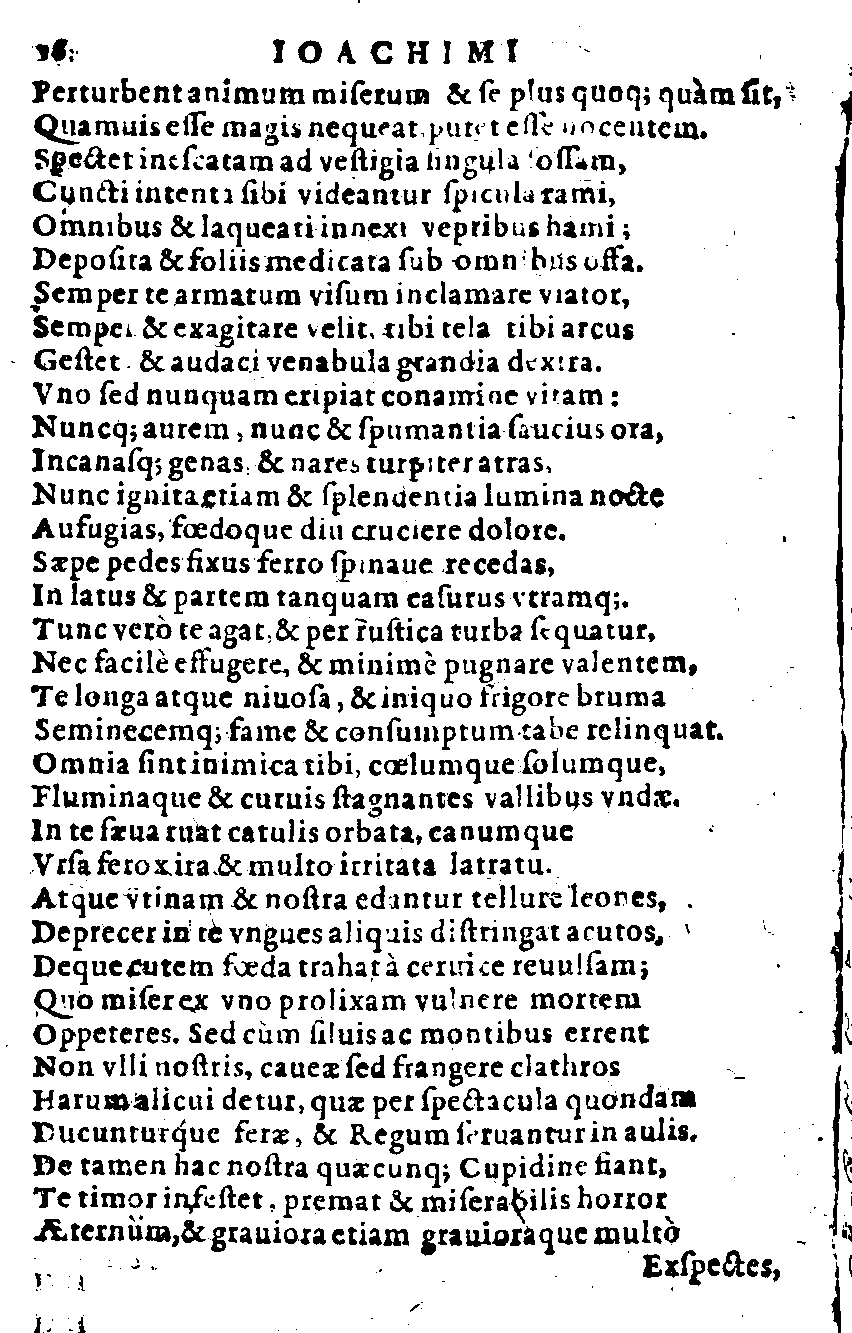 36. IOACHIMI
Perturbent animum miſerum & ſe plus quoq; quàm ſit,
Quamuis eſſe magis nequeat, putet eſſe nocentem.
Spectet ineſcatam ad veſtigia ſingula foſſam,
Cuncti intenta ſibi videantur ſpicula rami,
Omnibus & laqueati innexi vepribus hami;
Depoſita & foliis medicata ſub omnibus offa.
Semper te armatum viſum inclamare viator,
Semper & exagitare velit, tibi tela tibi arcus
Geſtet & audaci venabula grandia dextra.
Vno ſed nunquam eripiat conamine vitam:
Nuncq; aurem, nunc & ſpumantia ſaucius ora,
Incanaſq; genas, & nares turpiter atras,
Nunc ignita etiam & ſplendentia lumina nocte
Aufugias, fœdoque diu cruciere dolore.
Sæpe pedes fixus ferro ſpinaue recedas,
In latus & partem tanquam caſurus vtramq;.
Tunc verò te agat, & per ruſtica turba ſequatur,
Nec facilè effugere, & minimè pugnare valentem,
Te longa atque niuoſa, & iniquo frigore bruma
Seminecemq; fame & conſumptum tabe relinquat.
Omnia ſint inimica tibi, cœlumque ſolumque,
Fluminaque & curuis ſtagnantes vallibus vndæ.
In te ſæua ruat catulis orbata, canumque
Vrſa ferox ira & multo irritata latratu.
Atque vtinam & noſtra edantur tellure leones,
Deprecer in te vngues aliquis diſtringat acutos,
Deque cutem fœda trahat à ceruice reuulſam;
Quo miſer ex vno prolixam vulnere mortem
Oppeteres. Sed cùm ſiluis ac montibus errent
Non vlli noſtris, caueæ ſed frangere clathros
Harum alicui detur, quæ per ſpectacula quondam
Ducunturque feræ, & Regum ſeruantur in aulis.
De tamen hac noſtra quæcunq; Cupidine fiant,
Te timor infeſtet, premat & miſerabilis horror
Æternùm, & grauiora etiam grauioraque multò
Exſpectes,